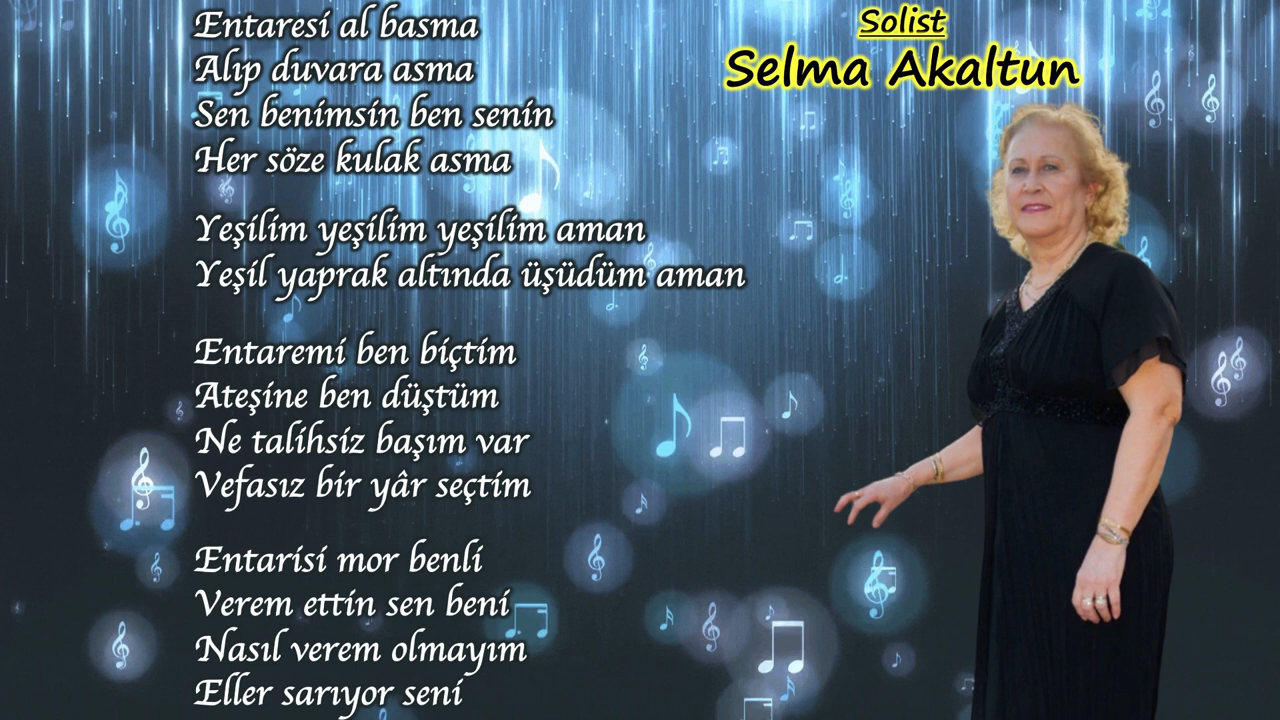 Entaresi al basma
Alıp duvara asma
Sen benimsin ben senin
Her söze kulak asma
Yeşilim yeşilim yeşilim aman
Yeşil yaprak altında üşüdüm aman
Entaremi ben biçtim
Ateşine ben düştüm
Ne talihsiz başım var
Vefasız bir yâr seçtim
Entarisi mor benli
Verem ettin sen beni
Nasıl verem olmayım
Eller sarıyor seni
Solist
Selma Akaltun